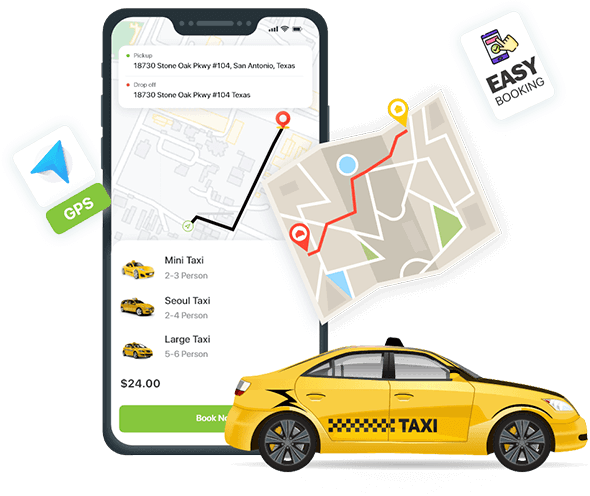 Pickup
18730 Stone Oak Pkwy #104, San Antonio, Texas
Drop off
18730 Stone Oak Pkwy #104 Texas
EASY
BOOKING
GPS
Mini Taxi
2-3 Person
Seoul Taxi
2-4 Person
Large Taxi
5-6 Person
$24.00
Book
TAXI